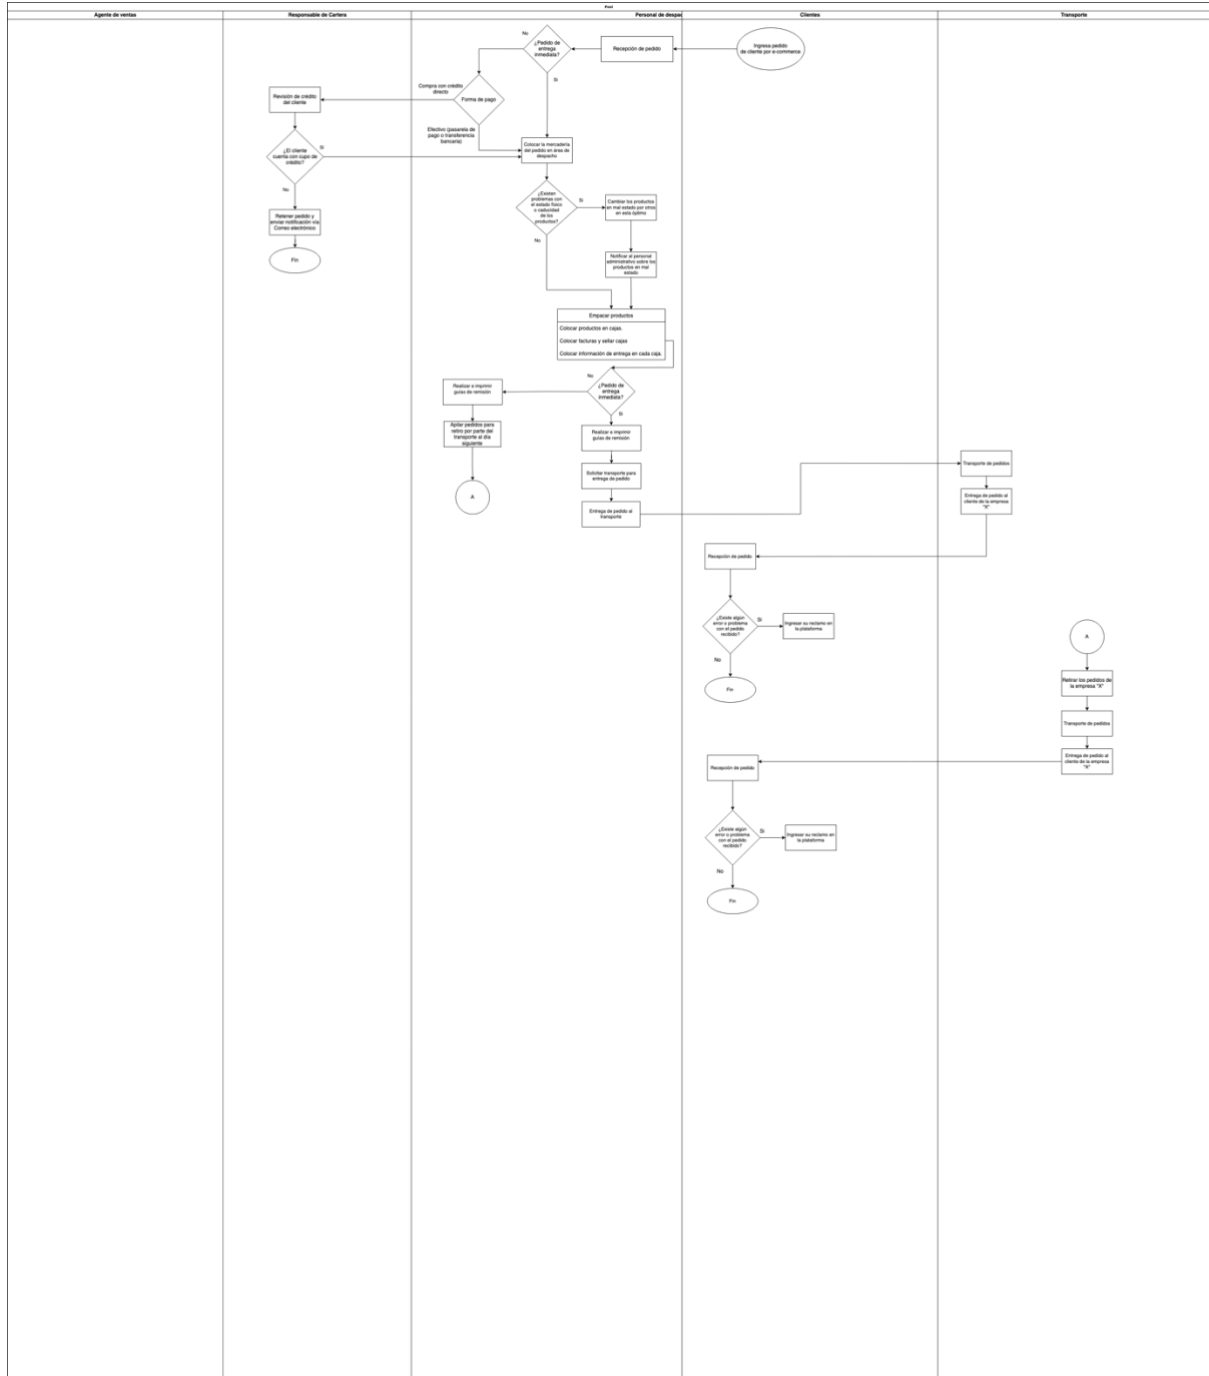 Pool
Agente de ventas
Responsable de Cartera
Personal de despac
Clientes
Transporte
Ingresa pedido
de cliente por e-commerce
Recepción de pedido
¿Pedido de
entrega
inmediata?
No
Si
Forma de pago
Compra con crédito
directo
Efectivo (pasarela de
pago o transferencia
bancaria)
Revisión de crédito
del cliente
¿El cliente
cuenta con cupo de
crédito?
Si
No
Retener pedido y
enviar notificación vía
Correo electrónico
Fin
Colocar la mercadería
del pedido en área de
despacho
¿Existen
problemas con
el estado físico
o caducidad
de los
productos?
Si
No
Cambiar los productos
en mal estado por otros
en esta óptimo
Notificar al personal
administrativo sobre los
productos en mal
estado
Empacar productos
Colocar productos en cajas.
Colocar facturas y sellar cajas
Colocar información de entrega en cada caja.
¿Pedido de
entrega
inmediata?
No
Si
Realizar e imprimir
guías de remisión
Apilar pedidos para
retiro por parte del
transporte al día
siguiente
A
Realizar e imprimir
guías de remisión
Solicitar transporte para
entrega de pedido
Entrega de pedido al
transporte
Transporte de pedidos
Entrega de pedido al
cliente de la empresa
"X"
Recepción de pedido
¿Existe algún
error o problema
con el pedido
recibido?
Si
No
Ingresar su reclamo en
la plataforma
Fin
A
Retirar los pedidos de
la empresa "X"
Transporte de pedidos
Entrega de pedido al
cliente de la empresa
"X"
Recepción de pedido
¿Existe algún
error o problema
con el pedido
recibido?
Si
No
Ingresar su reclamo en
la plataforma
Fin